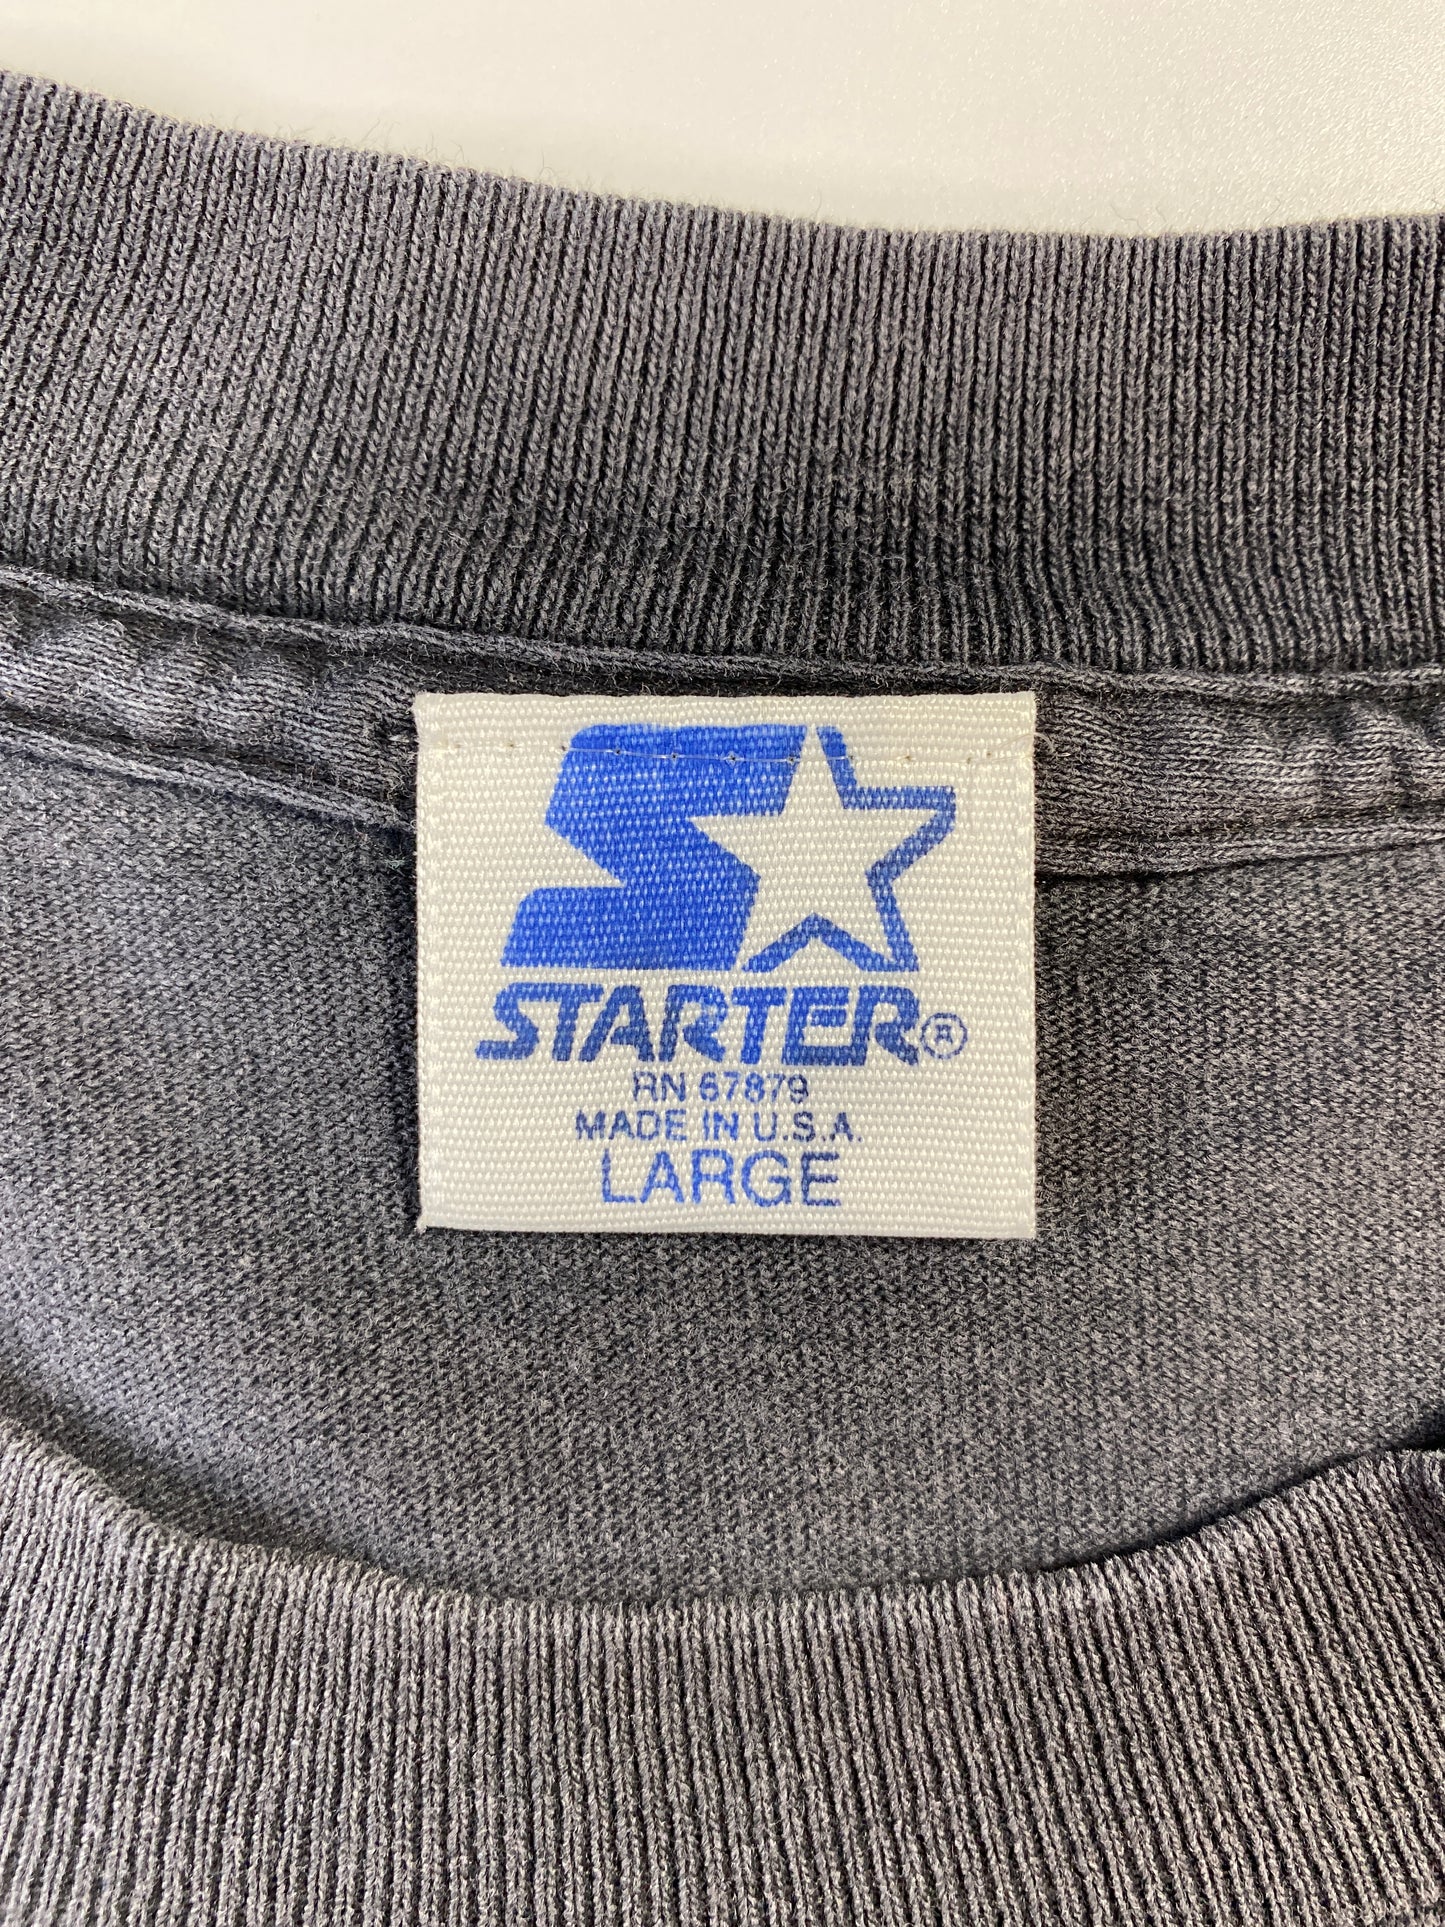 STARTER®
RN 67879
MADE IN U.S.A.
LARGE